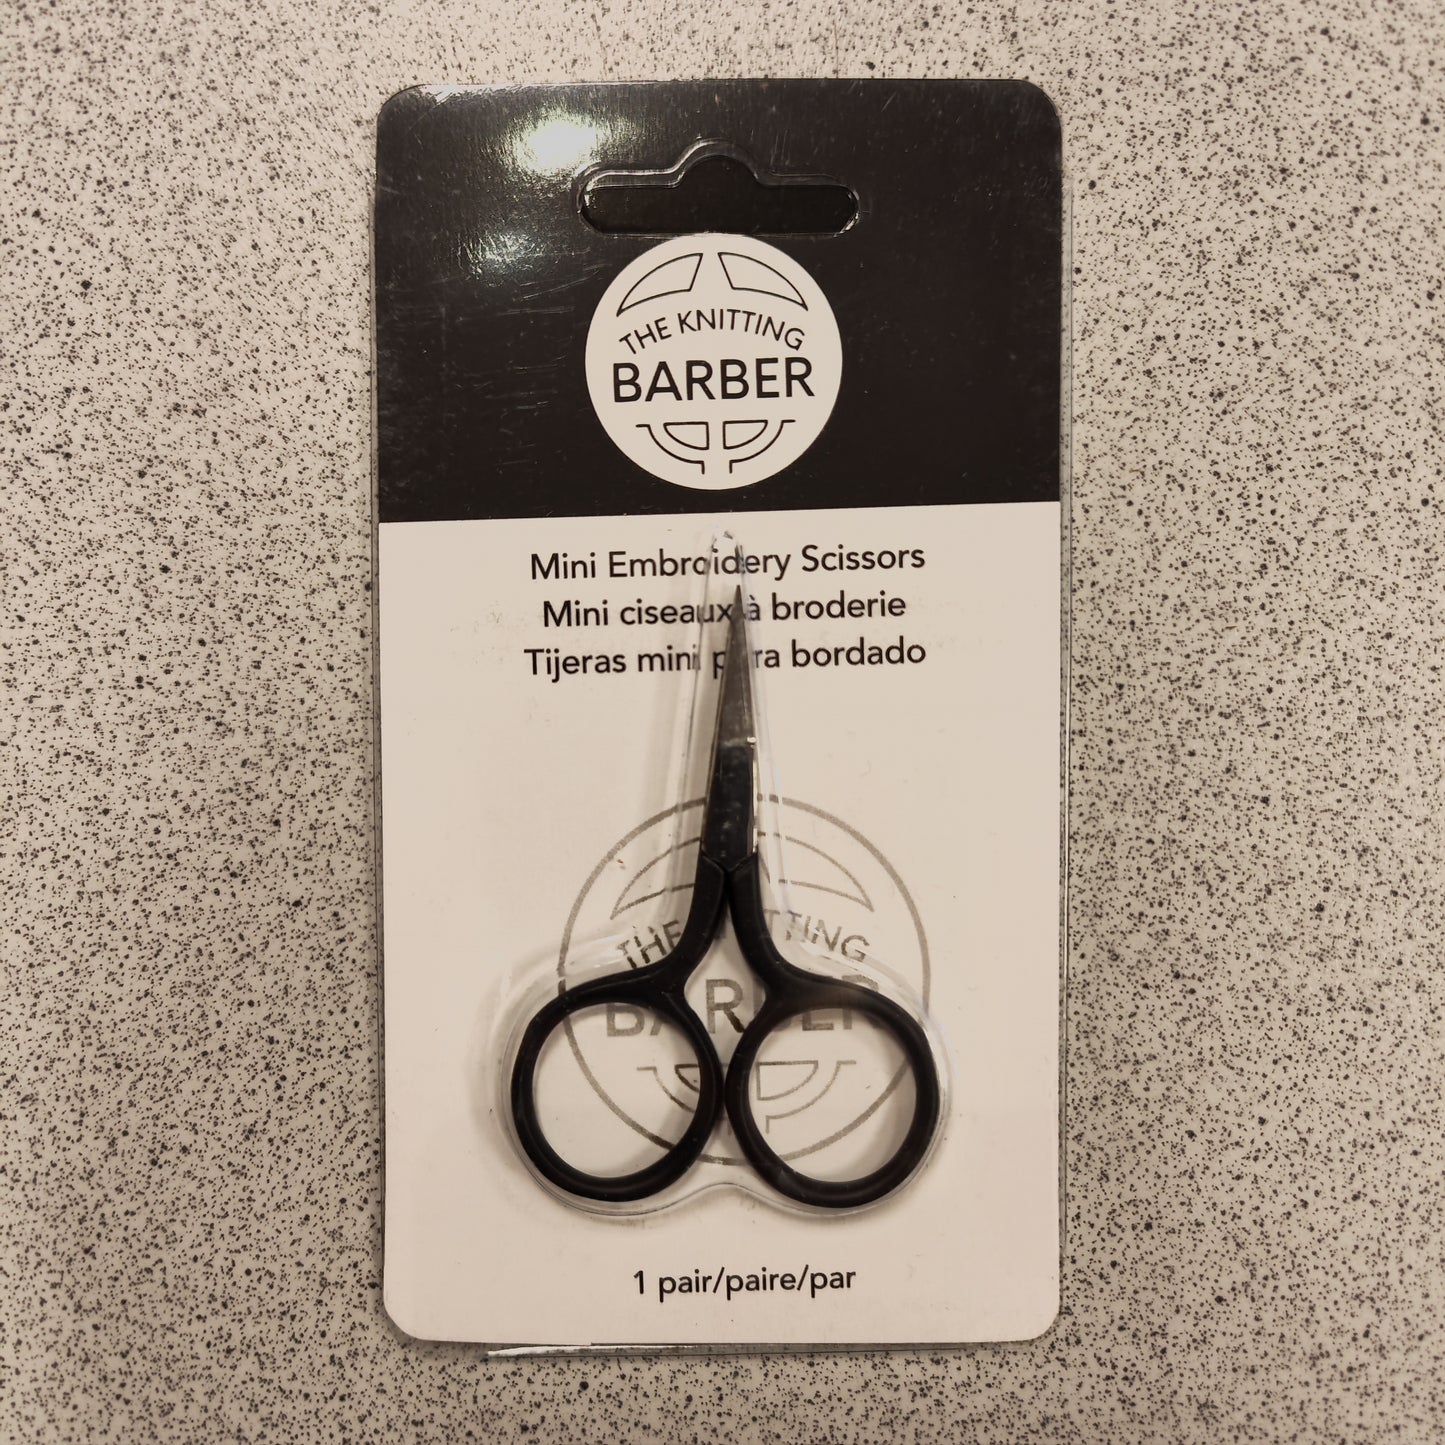 THE KNITTING
BARBER
Mini Embroidery Scissors
Mini ciseaux à broderie
Tijeras mini para bordado
THE KNITTING
BARBER
1 pair/paire/par